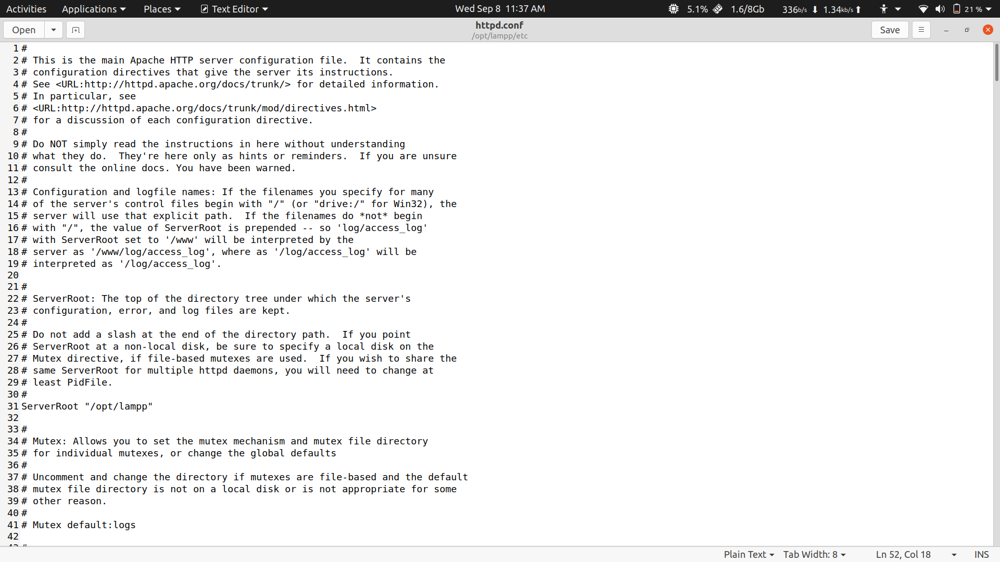 Activities Applications Places Text Editor Wed Sep 8 11:37 AM 5.1% 1.6/8Gb 336b/s 1.34kb/s 21 %
Open httpd.conf Save
/opt/lampp/etc
1 #
2 # This is the main Apache HTTP server configuration file.  It contains the
3 # configuration directives that give the server its instructions.
4 # See <URL:http://httpd.apache.org/docs/trunk/> for detailed information.
5 # In particular, see
6 # <URL:http://httpd.apache.org/docs/trunk/mod/directives.html>
7 # for a discussion of each configuration directive.
8 #
9 # Do NOT simply read the instructions in here without understanding
10 # what they do.  They're here only as hints or reminders.  If you are unsure
11 # consult the online docs. You have been warned.
12 #
13 # Configuration and logfile names: If the filenames you specify for many
14 # of the server's control files begin with "/" (or "drive:/" for Win32), the
15 # server will use that explicit path.  If the filenames do *not* begin
16 # with "/", the value of ServerRoot is prepended -- so 'log/access_log'
17 # with ServerRoot set to '/www' will be interpreted by the
18 # server as '/www/log/access_log', where as '/log/access_log' will be
19 # interpreted as '/log/access_log'.
20
21 #
22 # ServerRoot: The top of the directory tree under which the server's
23 # configuration, error, and log files are kept.
24 #
25 # Do not add a slash at the end of the directory path.  If you point
26 # ServerRoot at a non-local disk, be sure to specify a local disk on the
27 # Mutex directive, if file-based mutexes are used.  If you wish to share the
28 # same ServerRoot for multiple httpd daemons, you will need to change at
29 # least PidFile.
30 #
31 ServerRoot "/opt/lampp"
32
33 #
34 # Mutex: Allows you to set the mutex mechanism and mutex file directory
35 # for individual mutexes, or change the global defaults
36 #
37 # Uncomment and change the directory if mutexes are file-based and the default
38 # mutex file directory is not on a local disk or is not appropriate for some
39 # other reason.
40 #
41 # Mutex default:logs
42
43 #
Plain Text Tab Width: 8 Ln 52, Col 18 INS